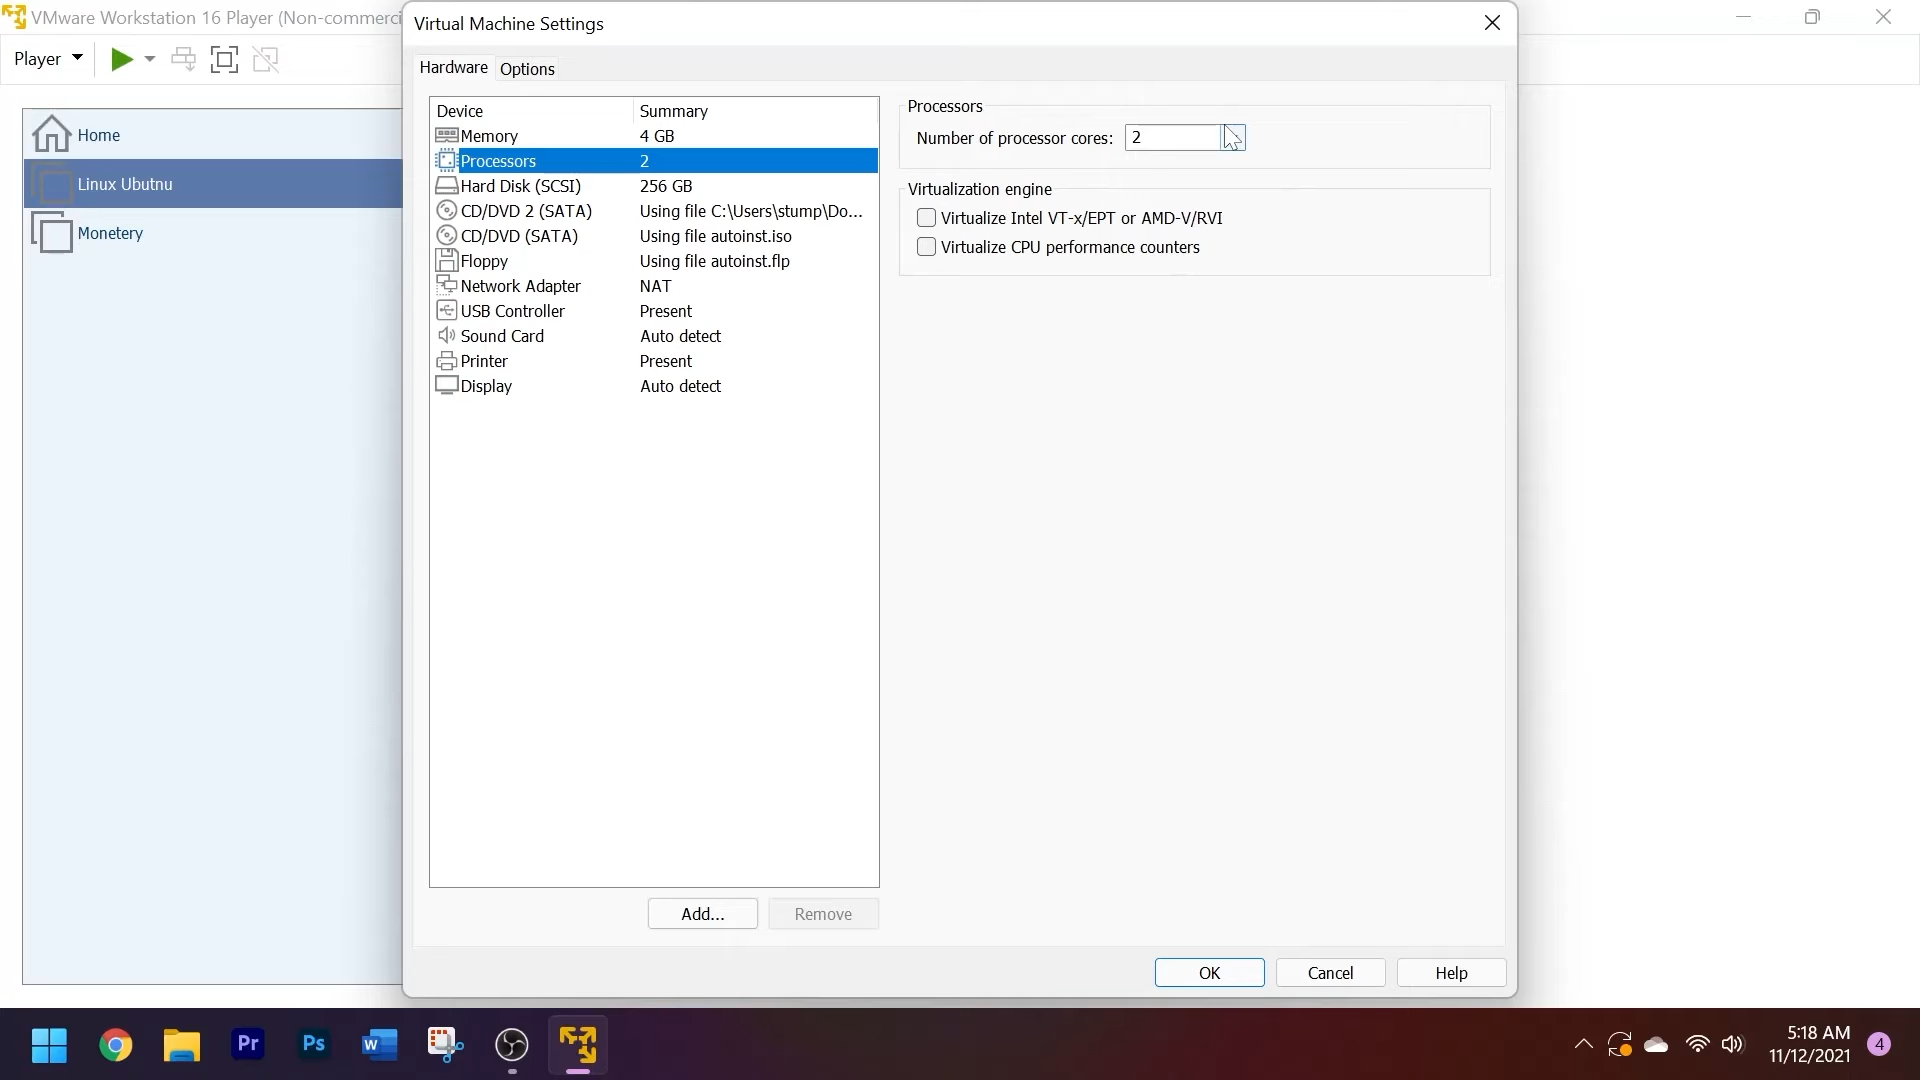 VMware Workstation 16 Player (Non-commerci
Player
Home
Linux Ubutnu
Monetery
Virtual Machine Settings
Hardware
Options
Device Summary
Memory 4 GB
Processors 2
Hard Disk (SCSI) 256 GB
CD/DVD 2 (SATA) Using file C:\Users\stump\Do...
CD/DVD (SATA) Using file autoinst.iso
Floppy Using file autoinst.flp
Network Adapter NAT
USB Controller Present
Sound Card Auto detect
Printer Present
Display Auto detect
Add...
Remove
Processors
Number of processor cores: 2
Virtualization engine
Virtualize Intel VT-x/EPT or AMD-V/RVI
Virtualize CPU performance counters
OK
Cancel
Help
Pr
Ps
W
5:18 AM
11/12/2021
4